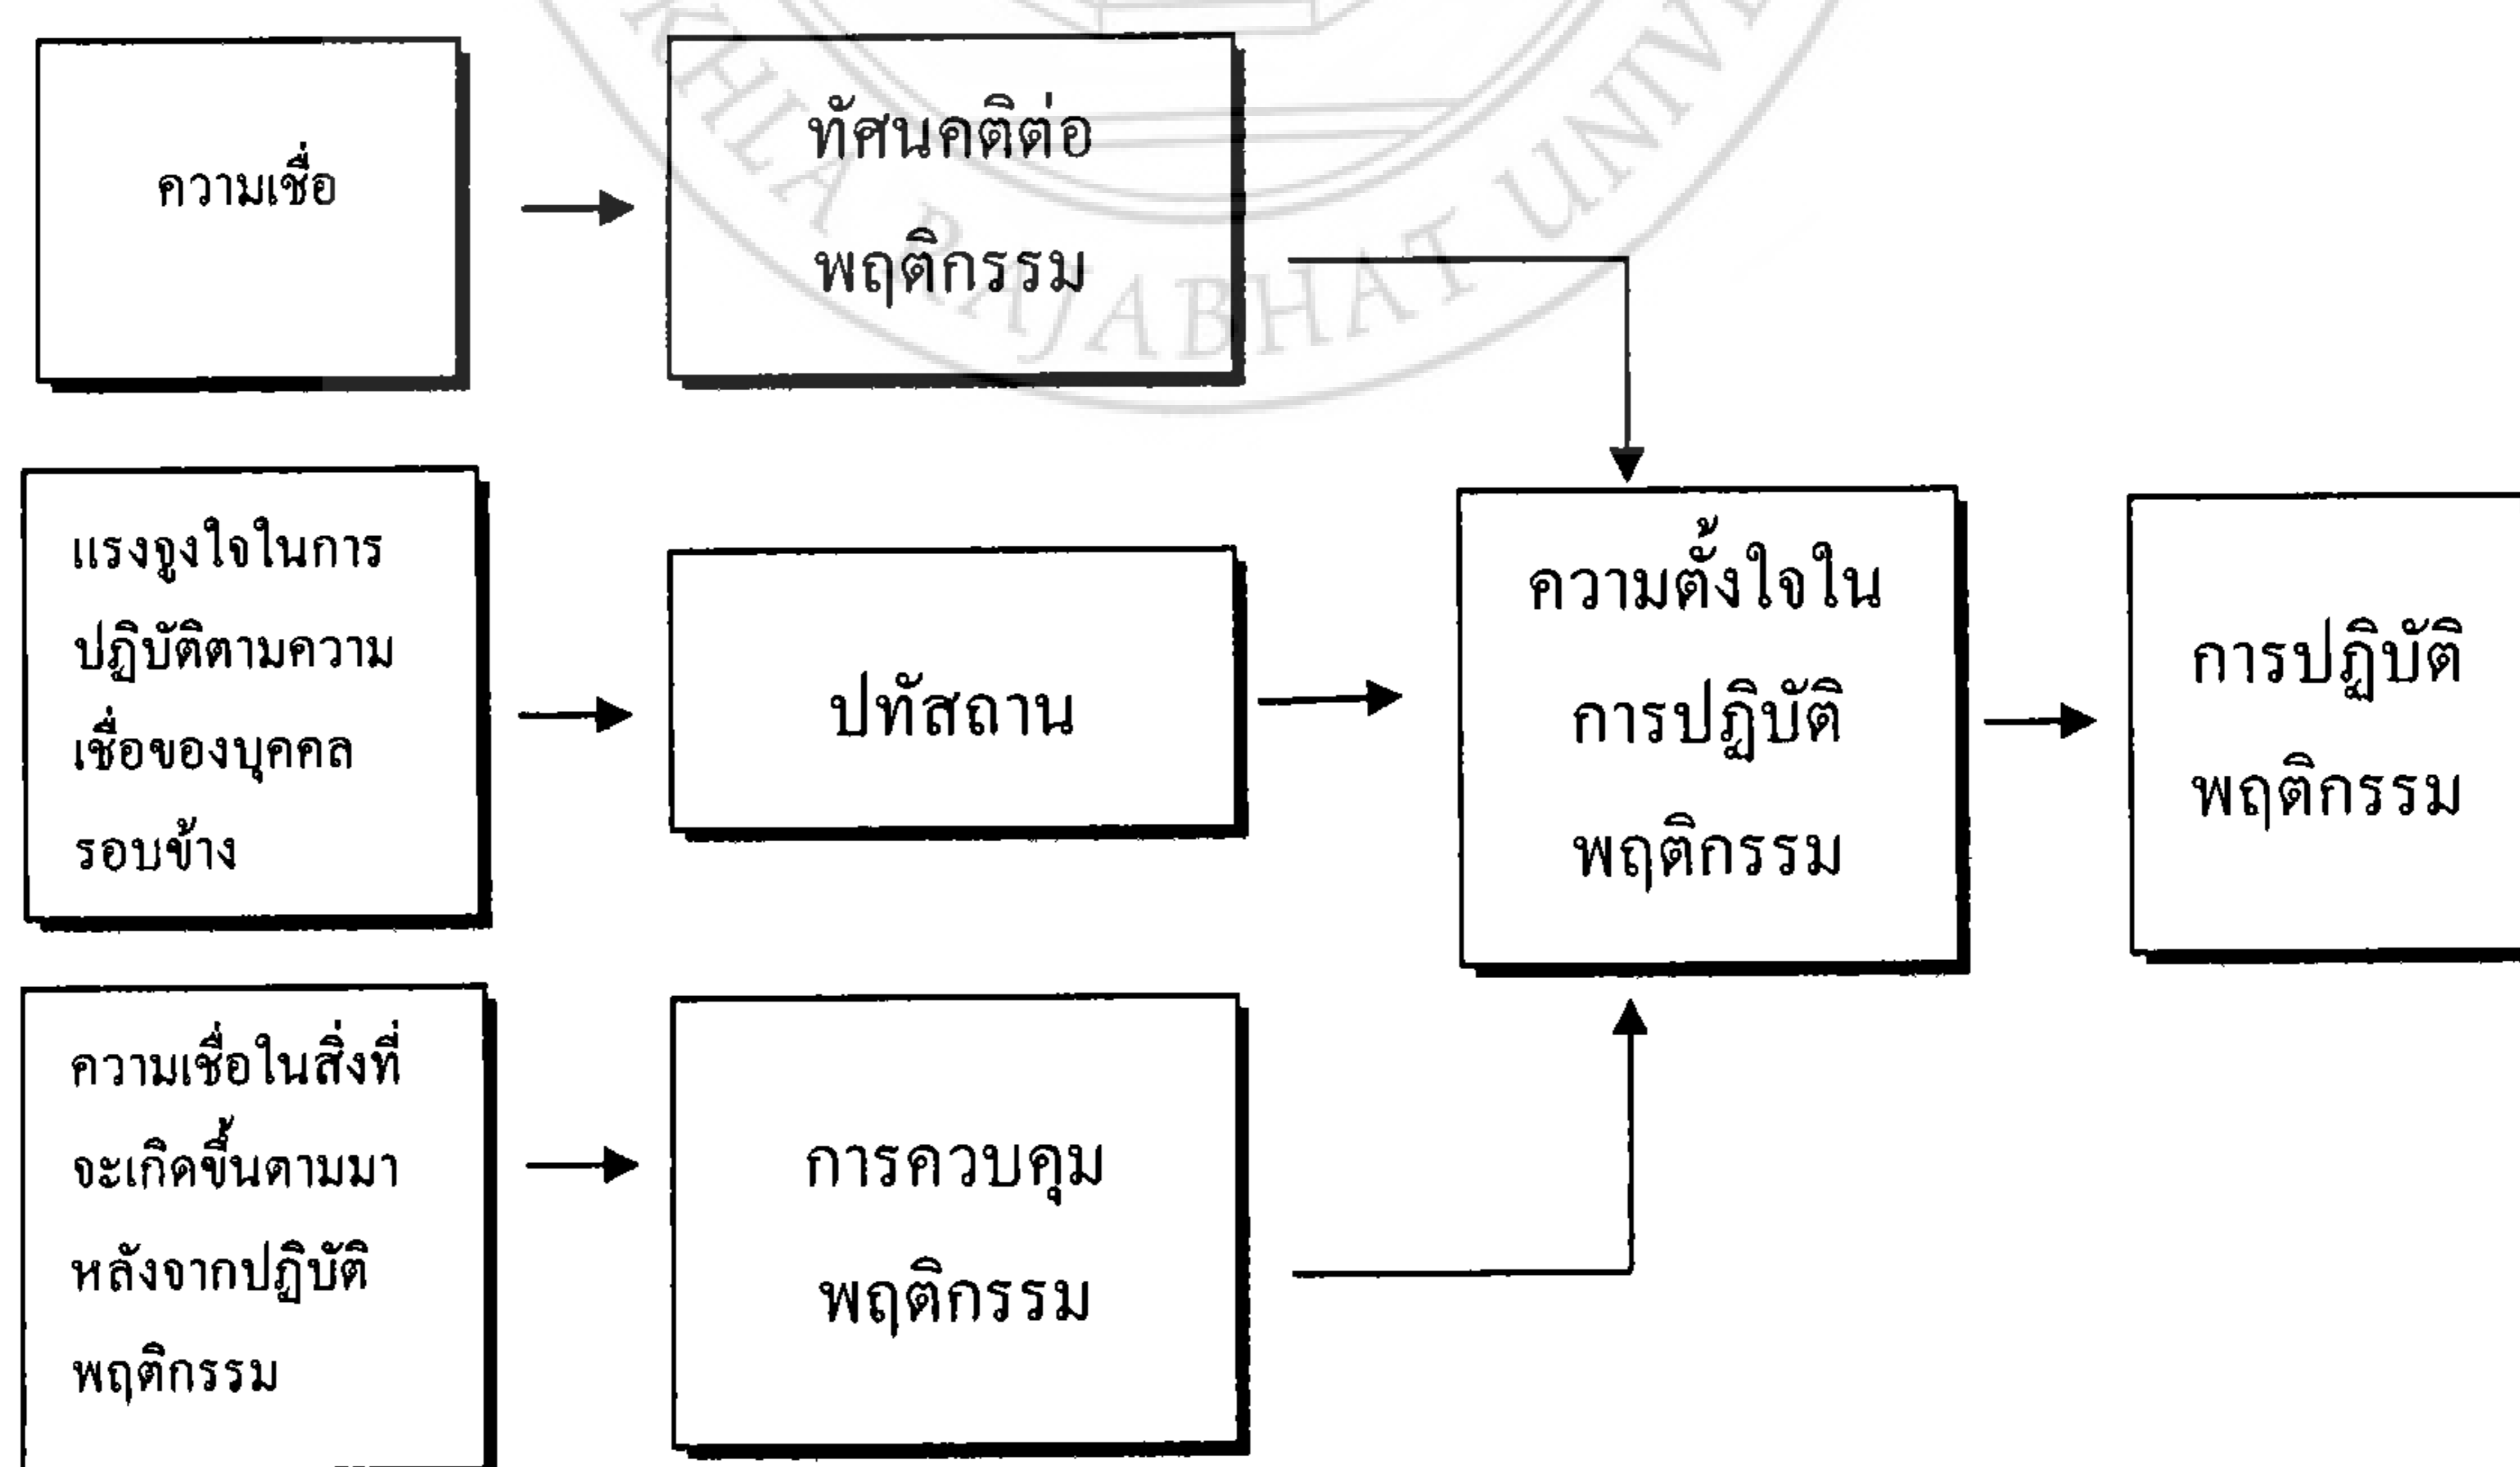 ความเชื่อ
ทัศนคติต่อ
พฤติกรรม
แรงจูงใจในการ
ปฏิบัติตามความ
เชื่อของบุคคล
รอบข้าง
ปทัสถาน
ความตั้งใจใน
การปฏิบัติ
พฤติกรรม
การปฏิบัติ
พฤติกรรม
ความเชื่อในสิ่งที่
จะเกิดขึ้นตามมา
หลังจากปฏิบัติ
พฤติกรรม
การควบคุม
พฤติกรรม
KHLA RAJABHAT UNIVE